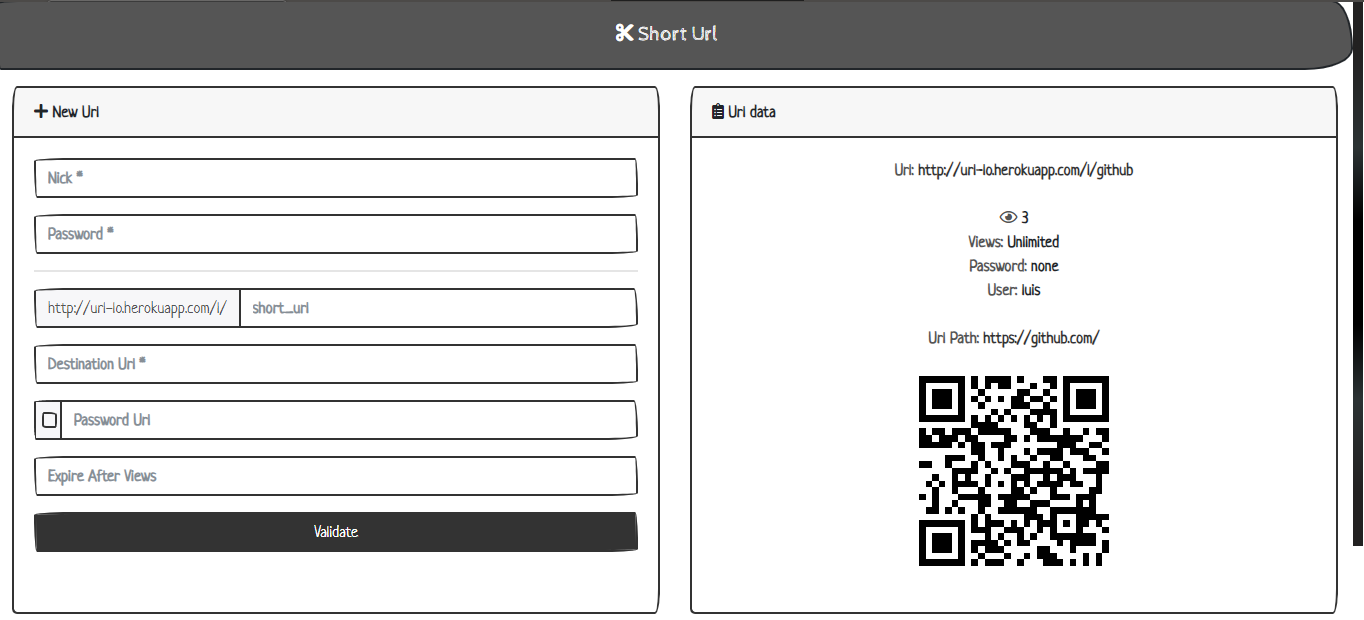 Short Url
New Url
Nick *
Password *
http://url-lo.herokuapp.com/l/ short_url
Destination Url *
Password Url
Expire After Views
Validate
Url data
Url: http://url-lo.herokuapp.com/l/github
3
Views: Unlimited
Password: none
User: luis
Url Path: https://github.com/